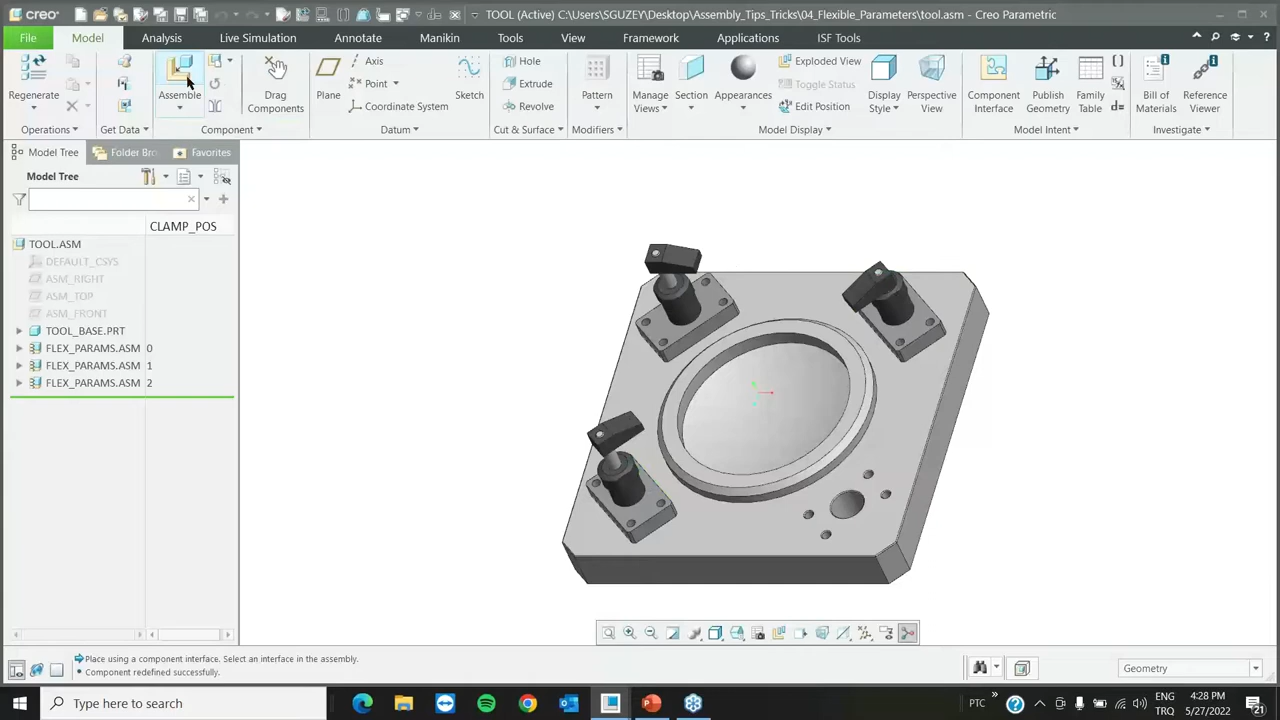 creo
TOOL (Active) C:\Users\SGUZEY\Desktop\Assembly_Tips_Tricks\04_Flexible_Parameters\tool.asm - Creo Parametric
File Model Analysis Live Simulation Annotate Manikin Tools View Framework Applications ISF Tools
Regenerate
Operations
Get Data
Assemble
Drag
Components
Component
Plane
Axis
Point
Coordinate System
Sketch
Datum
Hole
Extrude
Revolve
Cut & Surface
Pattern
Modifiers
Manage
Views
Section
Appearances
Exploded View
Toggle Status
Edit Position
Display
Style
Perspective
View
Model Display
Component
Interface
Publish
Geometry
Family
Table
Model Intent
Bill of
Materials
Reference
Viewer
Investigate
Model Tree Folder Bro Favorites
Model Tree
CLAMP_POS
TOOL.ASM
DEFAULT_CSYS
ASM_RIGHT
ASM_TOP
ASM_FRONT
TOOL_BASE.PRT
FLEX_PARAMS.ASM 0
FLEX_PARAMS.ASM 1
FLEX_PARAMS.ASM 2
Place using a component interface. Select an interface in the assembly.
• Component redefined successfully.
Geometry
Type here to search
PTC
ENG
TRQ
4:28 PM
5/27/2022
21